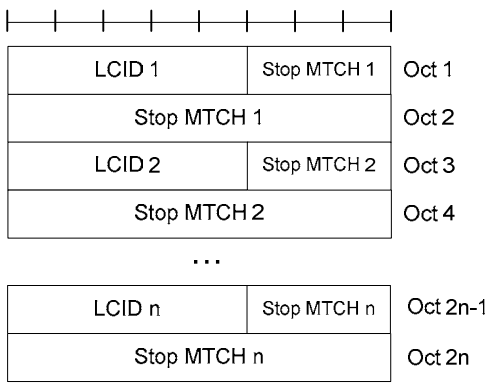 LCID 1 Stop MTCH 1 Oct 1
Stop MTCH 1 Oct 2
LCID 2 Stop MTCH 2 Oct 3
Stop MTCH 2 Oct 4
...
LCID n Stop MTCH n Oct 2n-1
Stop MTCH n Oct 2n